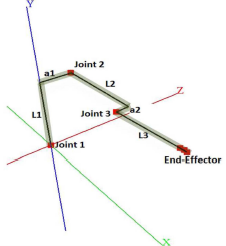 Y
a1
Joint 2
L2
Z
L1
Joint 3
a2
Joint 1
L3
End-Effector
X